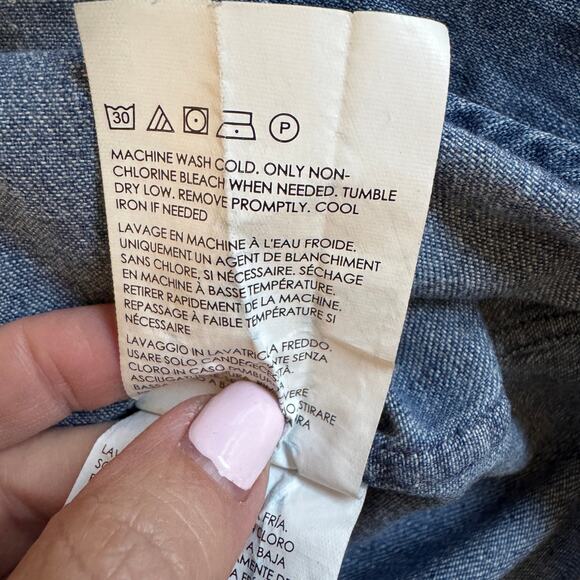 30 P
MACHINE WASH COLD. ONLY NON-
CHLORINE BLEACH WHEN NEEDED. TUMBLE
DRY LOW. REMOVE PROMPTLY. COOL
IRON IF NEEDED
LAVAGE EN MACHINE À L'EAU FROIDE.
UNIQUEMENT UN AGENT DE BLANCHIMENT
SANS CHLORE, SI NÉCESSAIRE. SÉCHAGE
EN MACHINE À BASSE TEMPÉRATURE.
RETIRER RAPIDEMENT DE LA MACHINE.
REPASSAGE À FAIBLE TEMPÉRATURE SI
NÉCESSAIRE
LAVAGGIO IN LAVATRICE A FREDDO.
USARE SOLO SENZA
CLORO IN CASO
ASCIUGATURA A
STIRARE
FRÍA.
CLORO
BAJA